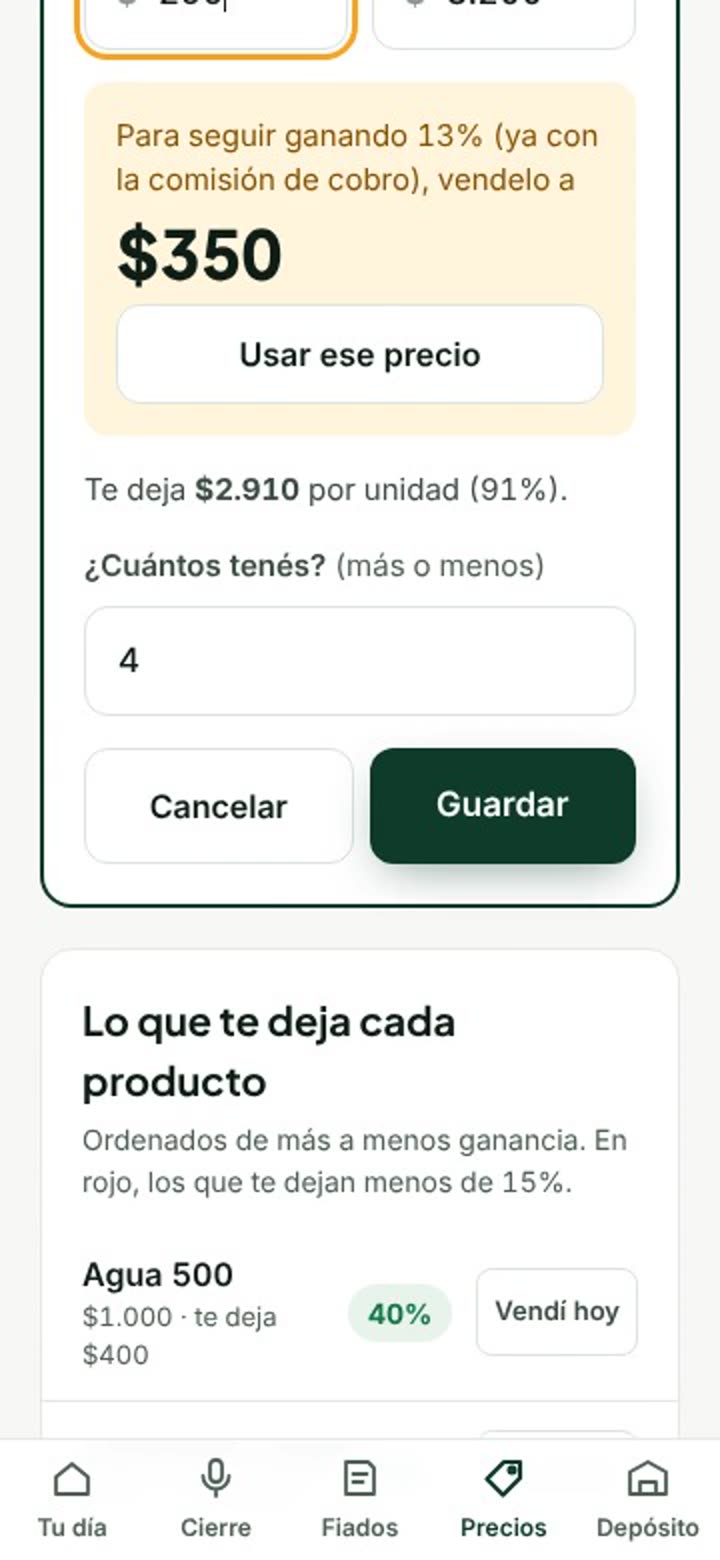 Para seguir ganando 13% (ya con
la comisión de cobro), vendelo a
$350
Usar ese precio
Te deja $2.910 por unidad (91%).
¿Cuántos tenés? (más o menos)
4
Cancelar
Guardar
Lo que te deja cada
producto
Ordenados de más a menos ganancia. En
rojo, los que te dejan menos de 15%.
Agua 500
$1.000 · te deja
$400
40%
Vendí hoy
Tu día
Cierre
Fiados
Precios
Depósito